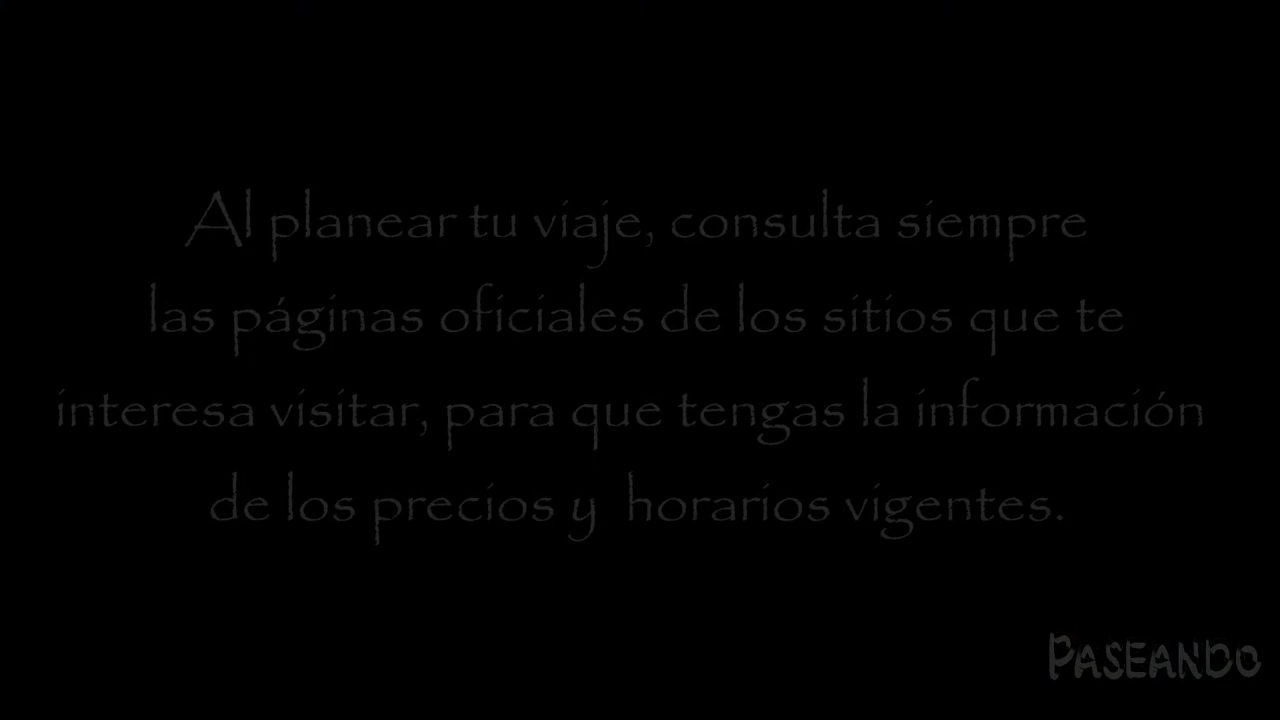 Al planear tu viaje, consulta siempre
las páginas oficiales de los sitios que te
interesa visitar, para que tengas la información
de los precios y horarios vigentes.
PASEANDO